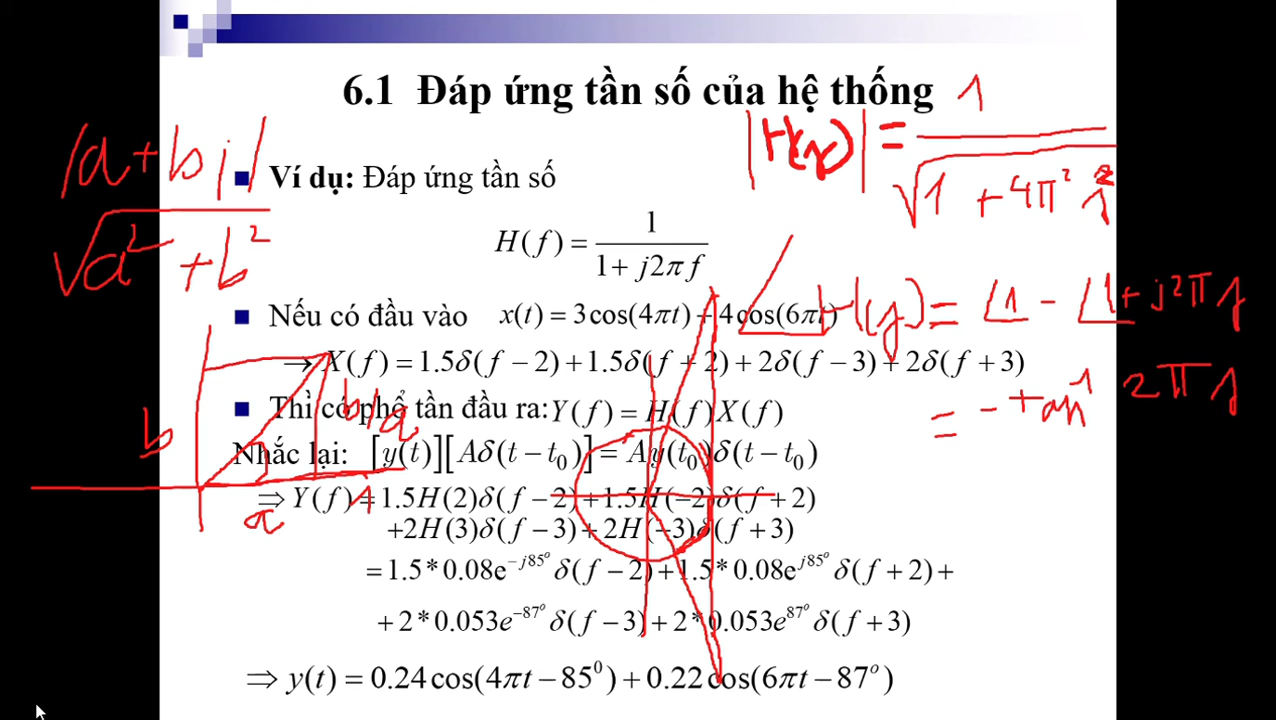 6.1 Đáp ứng tần số của hệ thống
|a+bj|
√a²+b²
Ví dụ: Đáp ứng tần số
|H(f)| = 1/√(1 + 4π² f²)
H(f) = 1/(1 + j2πf)
∠H(f) = ∠1 - ∠1+j2πf
Nếu có đầu vào x(t) = 3cos(4πt) + 4cos(6πt)
→ X(f) = 1.5δ(f − 2) + 1.5δ(f + 2) + 2δ(f − 3) + 2δ(f + 3)
= - tan⁻¹ 2πf
Thì có phổ tần đầu ra: Y(f) = H(f)X(f)
b b/a
Nhắc lại: [y(t)][Aδ(t − t₀)] = Ay(t₀)δ(t − t₀)
⇒ Y(f) = 1.5H(2)δ(f − 2) + 1.5H(−2)δ(f + 2)
a 1
+2H(3)δ(f − 3) + 2H(−3)δ(f + 3)
= 1.5*0.08e^(−j85°) δ(f − 2) + 1.5*0.08e^(j85°) δ(f + 2) +
+ 2*0.053e^(−87°) δ(f − 3) + 2*0.053e^(87°) δ(f + 3)
⇒ y(t) = 0.24cos(4πt − 85⁰) + 0.22cos(6πt − 87°)